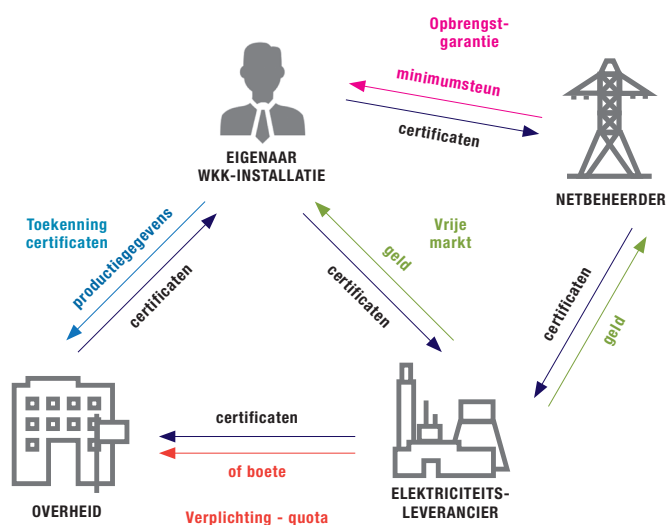 Opbrengst-
garantie
minimumsteun
certificaten
EIGENAAR
WKK-INSTALLATIE
NETBEHEERDER
Toekenning
certificaten
productiegegevens
certificaten
geld
certificaten
Vrije
markt
certificaten
geld
certificaten
of boete
OVERHEID
ELEKTRICITEITS-
LEVERANCIER
Verplichting - quota